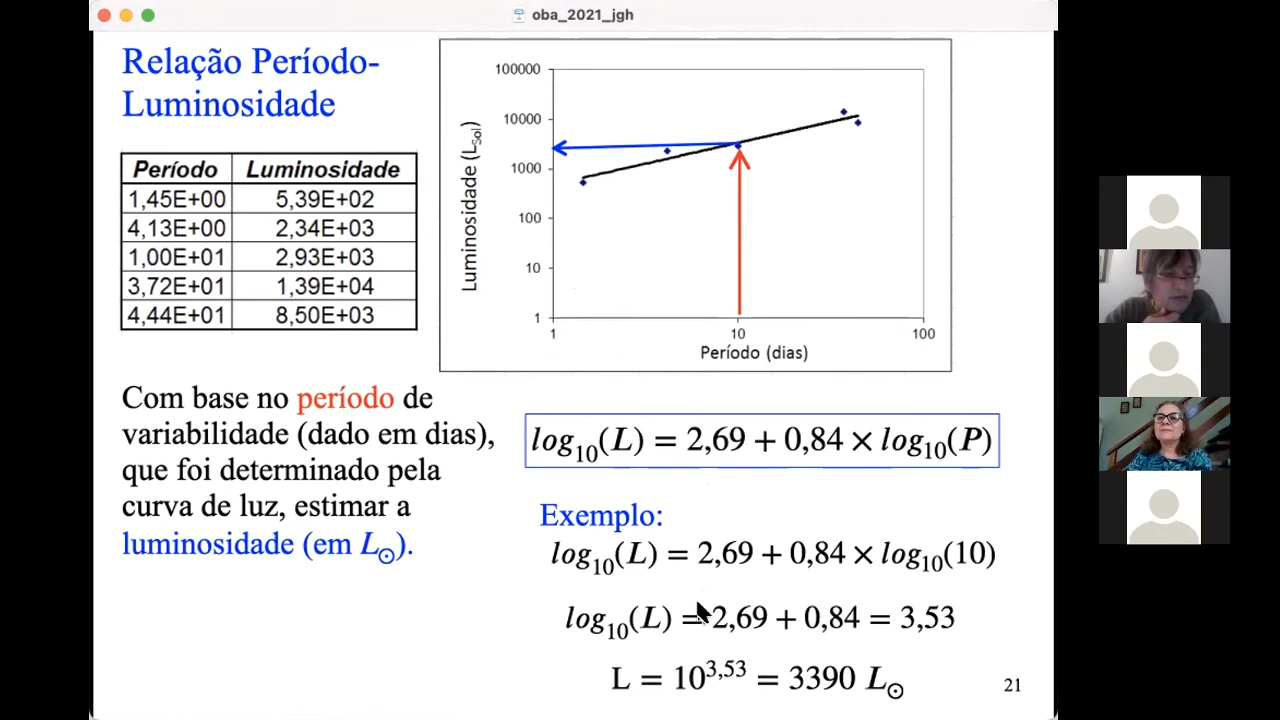 oba_2021_jgh
Relação Período-
Luminosidade
Período Luminosidade
1,45E+00 5,39E+02
4,13E+00 2,34E+03
1,00E+01 2,93E+03
3,72E+01 1,39E+04
4,44E+01 8,50E+03
Luminosidade (L_Sol)
100000
10000
1000
100
10
1
1 10 100
Período (dias)
Com base no período de
variabilidade (dado em dias),
que foi determinado pela
curva de luz, estimar a
luminosidade (em L☉).
log₁₀(L) = 2,69 + 0,84 × log₁₀(P)
Exemplo:
log₁₀(L) = 2,69 + 0,84 × log₁₀(10)
log₁₀(L) = 2,69 + 0,84 = 3,53
L = 10^3,53 = 3390 L☉
21